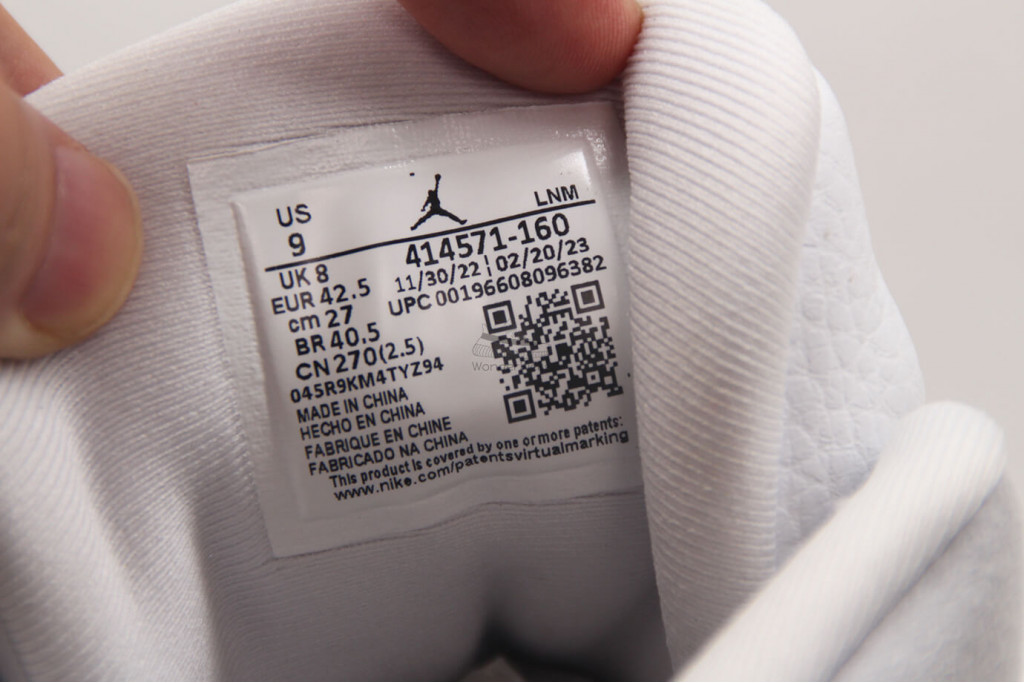 US
9
LNM
414571-160
11/30/22 | 02/20/23
UPC 00196608096382
UK 8
EUR 42.5
cm 27
BR 40.5
CN 270(2.5)
045R9KM4TYZ94
MADE IN CHINA
HECHO EN CHINA
FABRIQUE EN CHINE
FABRICADO NA CHINA
This product is covered by one or more patents:
www.nike.com/patentsvirtualmarking